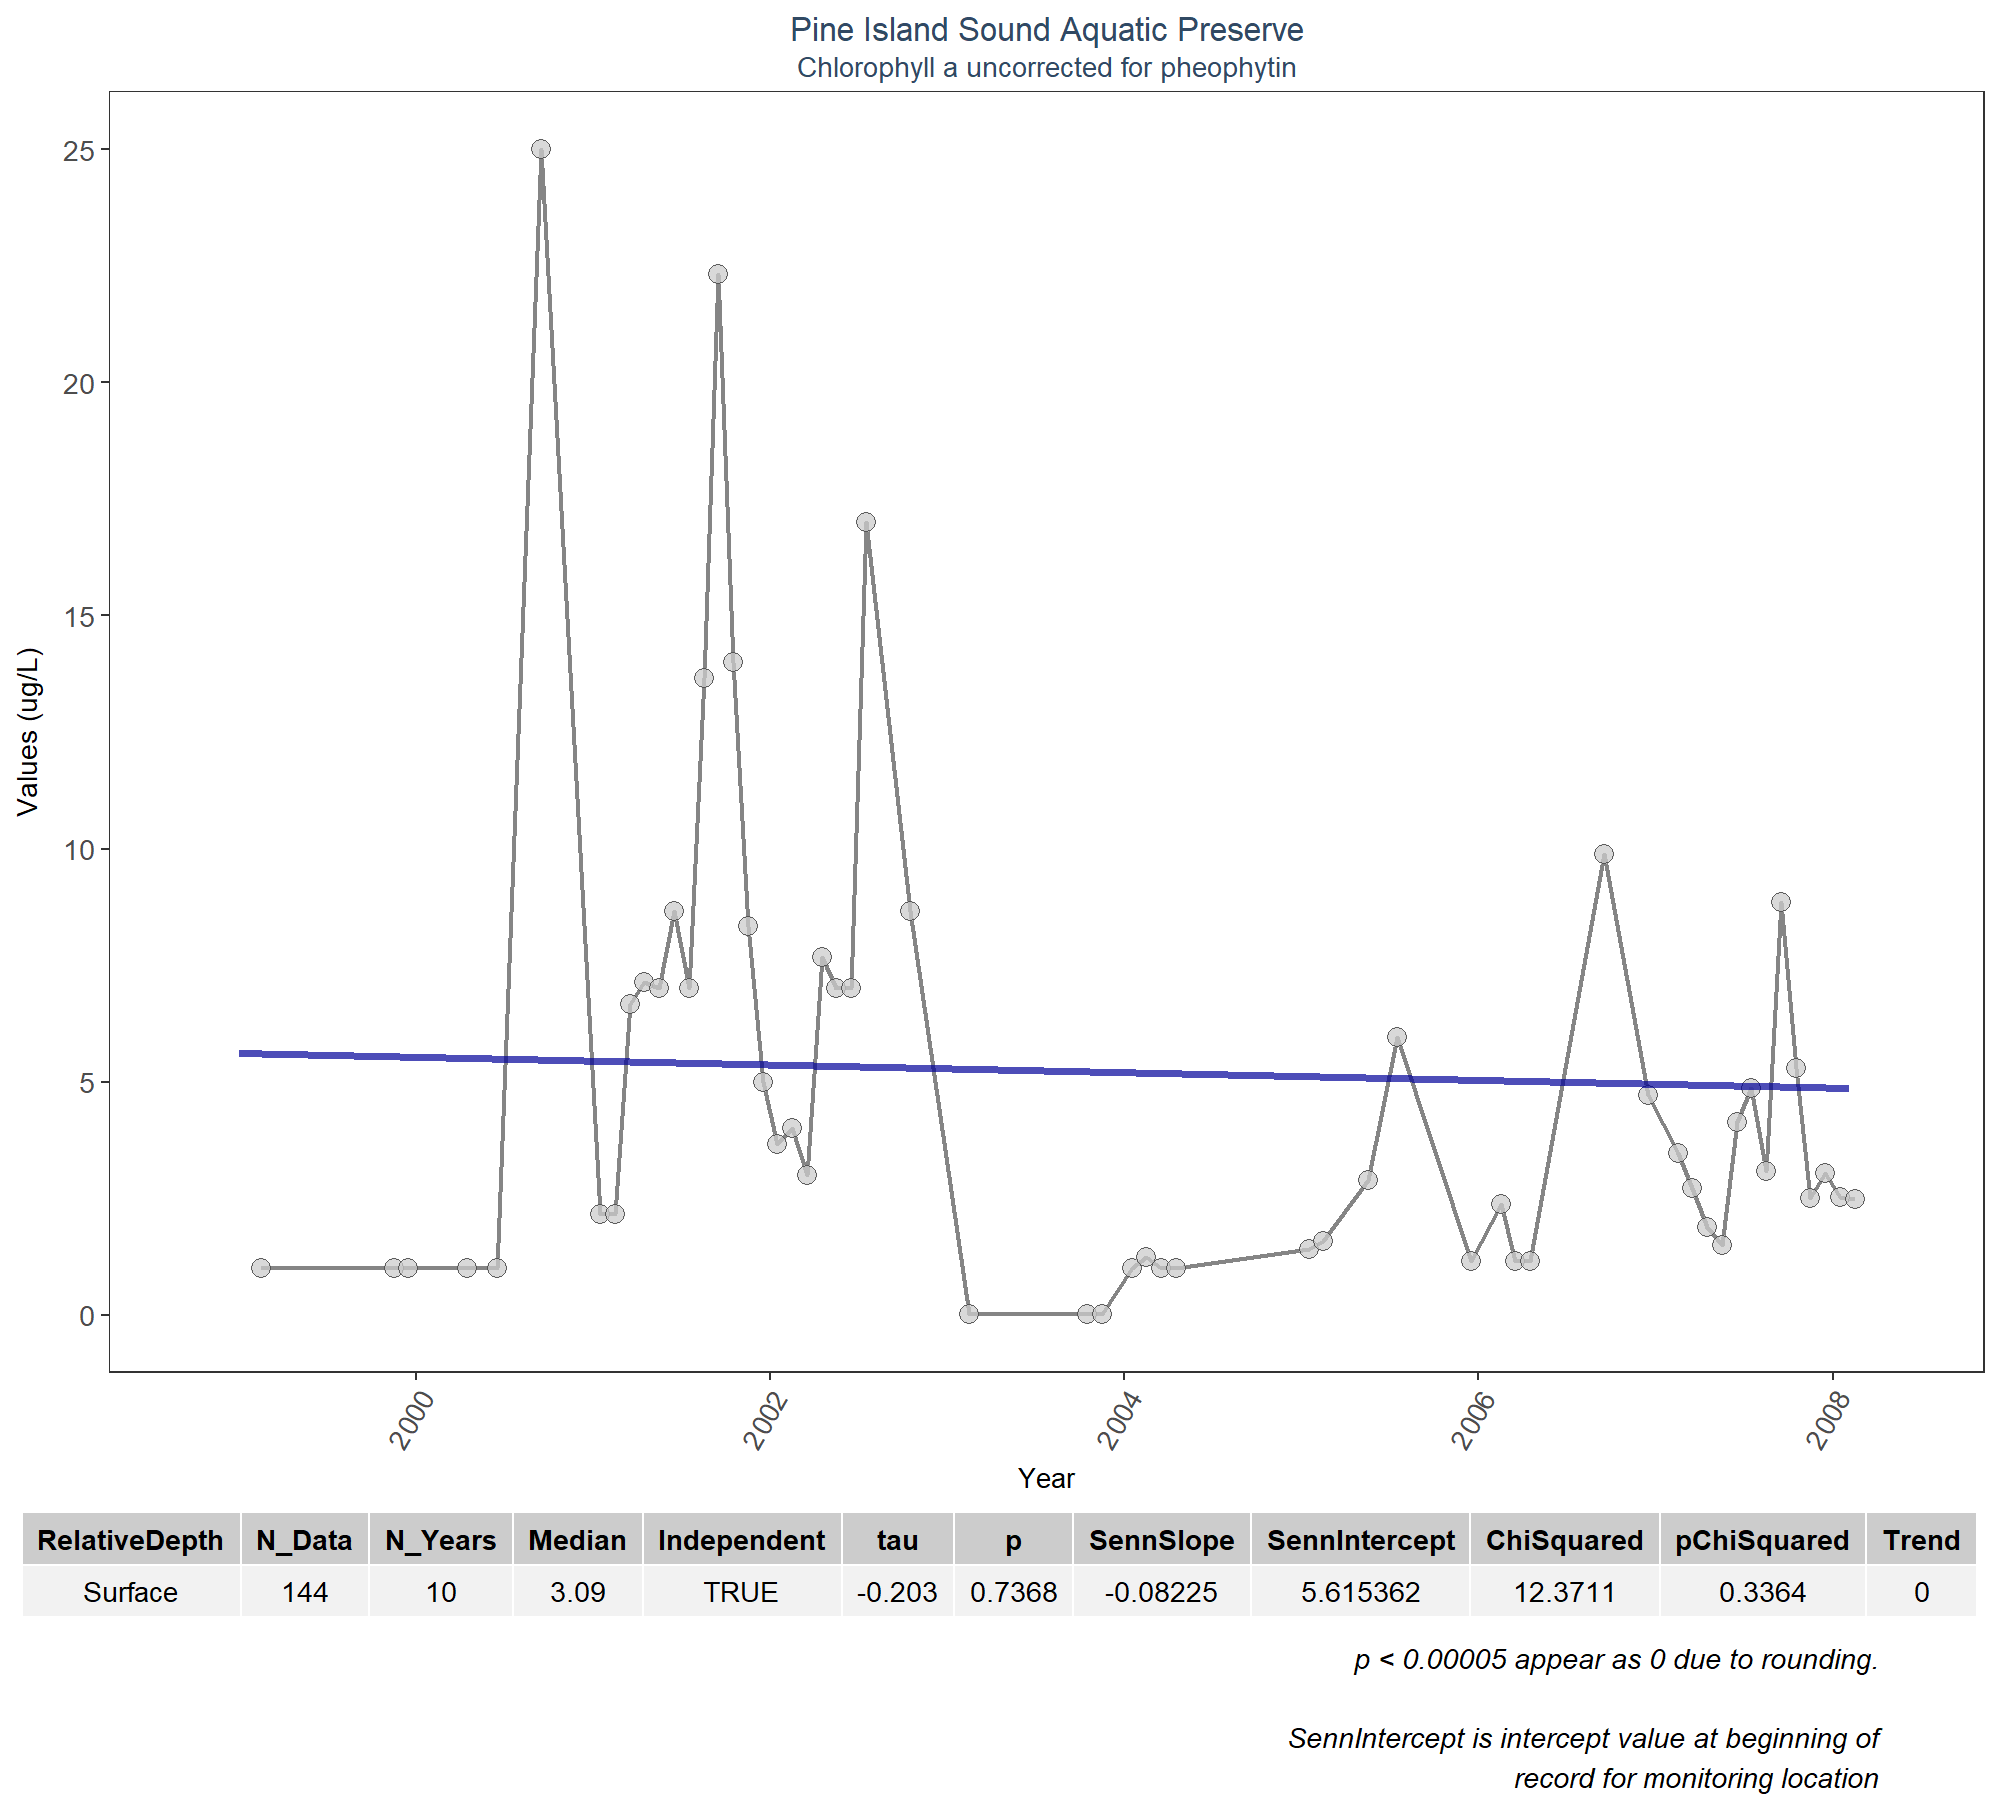 Pine Island Sound Aquatic Preserve
Chlorophyll a uncorrected for pheophytin
25
20
15
10
5
0
Values (ug/L)
2000
2002
2004
2006
2008
Year
RelativeDepth N_Data N_Years Median Independent tau p SennSlope SennIntercept ChiSquared pChiSquared Trend
Surface 144 10 3.09 TRUE -0.203 0.7368 -0.08225 5.615362 12.3711 0.3364 0
p < 0.00005 appear as 0 due to rounding.
SennIntercept is intercept value at beginning of
record for monitoring location